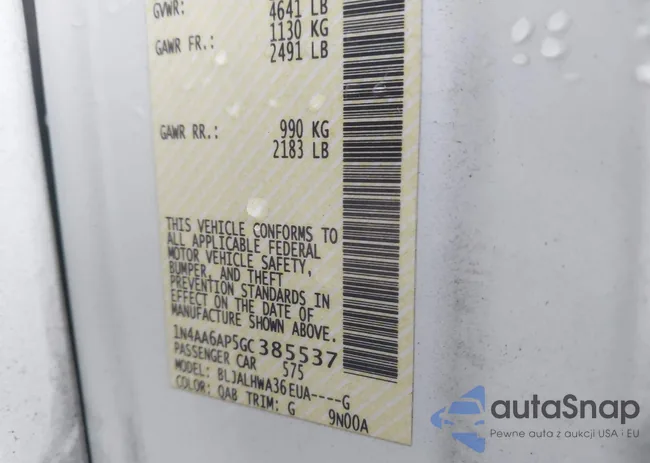 GVWR: 4641 LB
1130 KG
GAWR FR.: 2491 LB
990 KG
GAWR RR.: 2183 LB
THIS VEHICLE CONFORMS TO
ALL APPLICABLE FEDERAL
MOTOR VEHICLE SAFETY,
BUMPER, AND THEFT
PREVENTION STANDARDS IN
EFFECT ON THE DATE OF
MANUFACTURE SHOWN ABOVE.
1N4AA6AP5GC385537
PASSENGER CAR 575
MODEL: BLJALHWA36EUA----G
COLOR: QAB TRIM: G 9N00A
autaSnap
Pewne auta z aukcji USA i EU